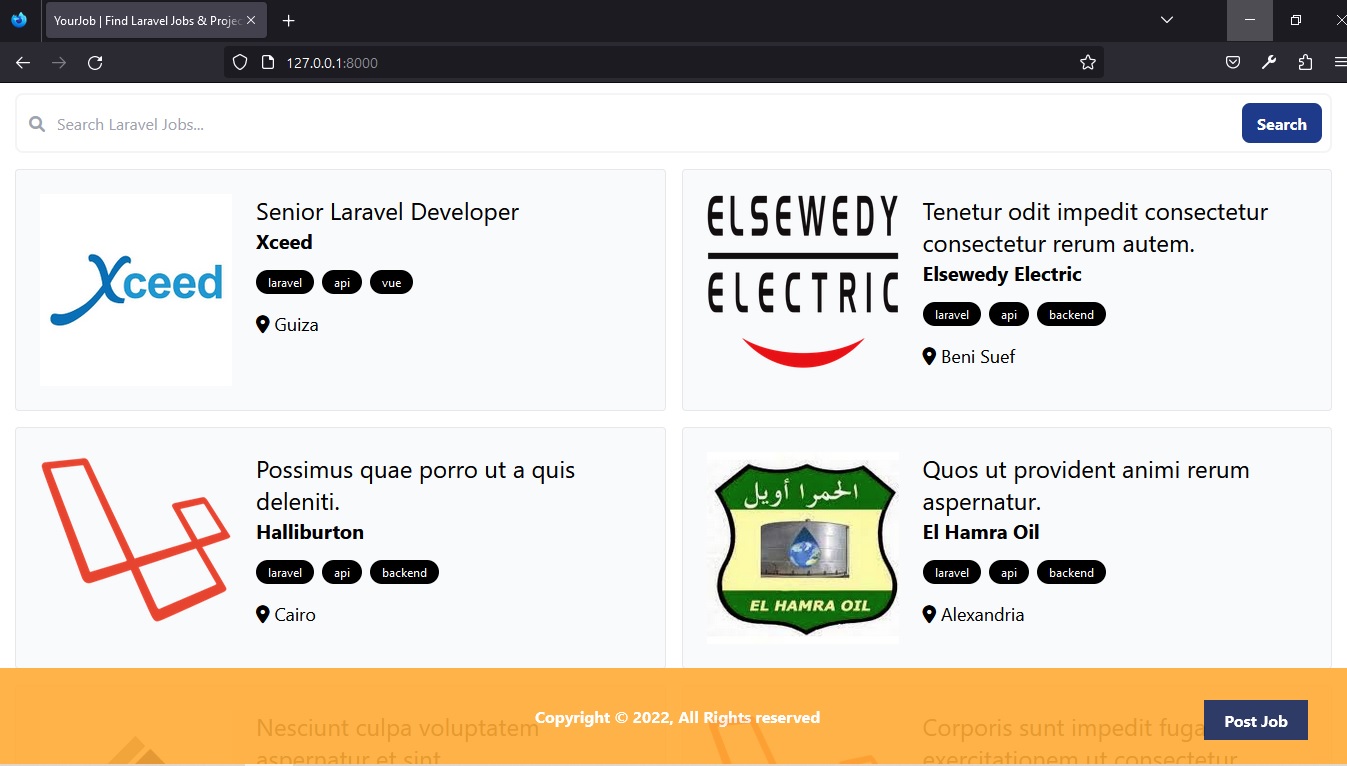 YourJob | Find Laravel Jobs & Projec
127.0.0.1:8000
Search Laravel Jobs...
Search
Xceed
Senior Laravel Developer
Xceed
laravel api vue
Guiza
ELSEWEDY
ELECTRIC
Tenetur odit impedit consectetur
consectetur rerum autem.
Elsewedy Electric
laravel api backend
Beni Suef
Possimus quae porro ut a quis
deleniti.
Halliburton
laravel api backend
Cairo
الحمرا أويل
EL HAMRA OIL
Quos ut provident animi rerum
aspernatur.
El Hamra Oil
laravel api backend
Alexandria
Nesciunt culpa voluptatem
aspernatur et sint
Corporis sunt impedit fuga
exercitationem ut consectetur
Copyright © 2022, All Rights reserved
Post Job